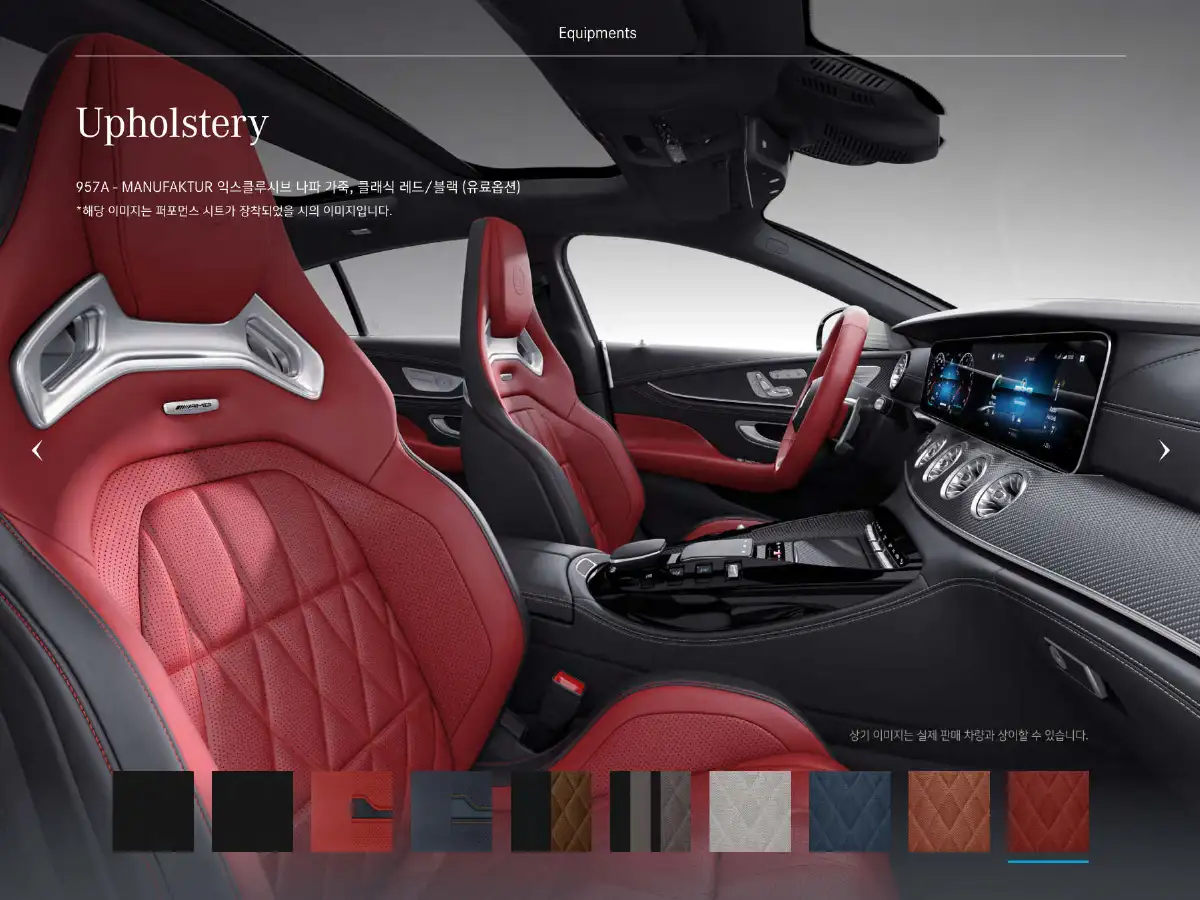 Equipments
Upholstery
957A - MANUFAKTUR 익스클루시브 나파 가죽, 클래식 레드/블랙 (유료옵션)
*해당 이미지는 퍼포먼스 시트가 장착되었을 시의 이미지입니다.
AMG
상기 이미지는 실제 판매 차량과 상이할 수 있습니다.